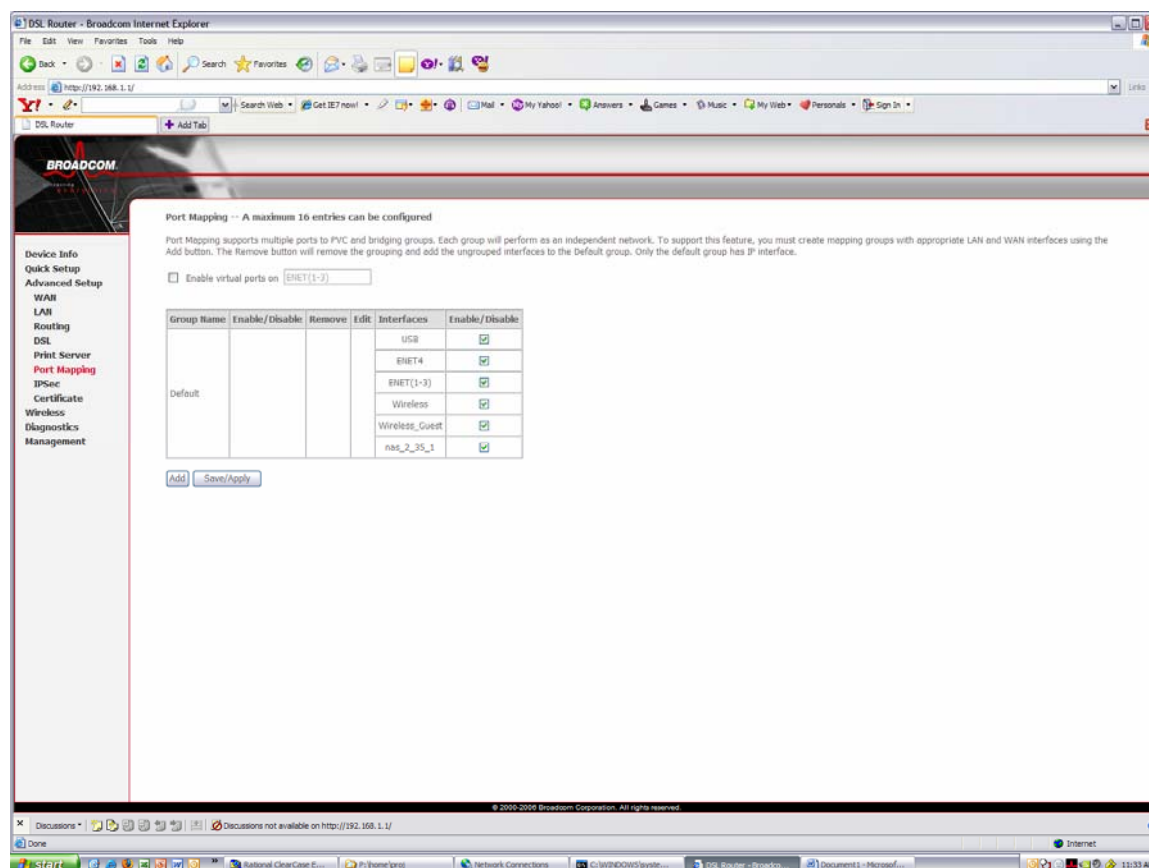 DSL Router - Broadcom Internet Explorer
File Edit View Favorites Tools Help
Back Search Favorites
Address http://192.168.1.1/ Links
Y! Search Web Get IE7 now! Mail My Yahoo! Answers Games Music My Web Personals Sign In
DSL Router Add Tab
BROADCOM.
Port Mapping -- A maximum 16 entries can be configured
Port Mapping supports multiple ports to PVC and bridging groups. Each group will perform as an independent network. To support this feature, you must create mapping groups with appropriate LAN and WAN interfaces using the
Add button. The Remove button will remove the grouping and add the ungrouped interfaces to the Default group. Only the default group has IP interface.
Enable virtual ports on ENET(1-3)
Device Info
Quick Setup
Advanced Setup
WAN
LAN
Routing
DSL
Print Server
Port Mapping
IPSec
Certificate
Wireless
Diagnostics
Management
Group Name Enable/Disable Remove Edit Interfaces Enable/Disable
Default
USB
ENET4
ENET(1-3)
Wireless
Wireless_Guest
nas_2_35_1
Add Save/Apply
© 2000-2006 Broadcom Corporation. All rights reserved.
Discussions Discussions not available on http://192.168.1.1/
Done Internet
start Rational ClearCase E... P:\home\proj Network Connections C:\WINDOWS\syste... DSL Router - Broadco... Document1 - Microsof... 11:33 A